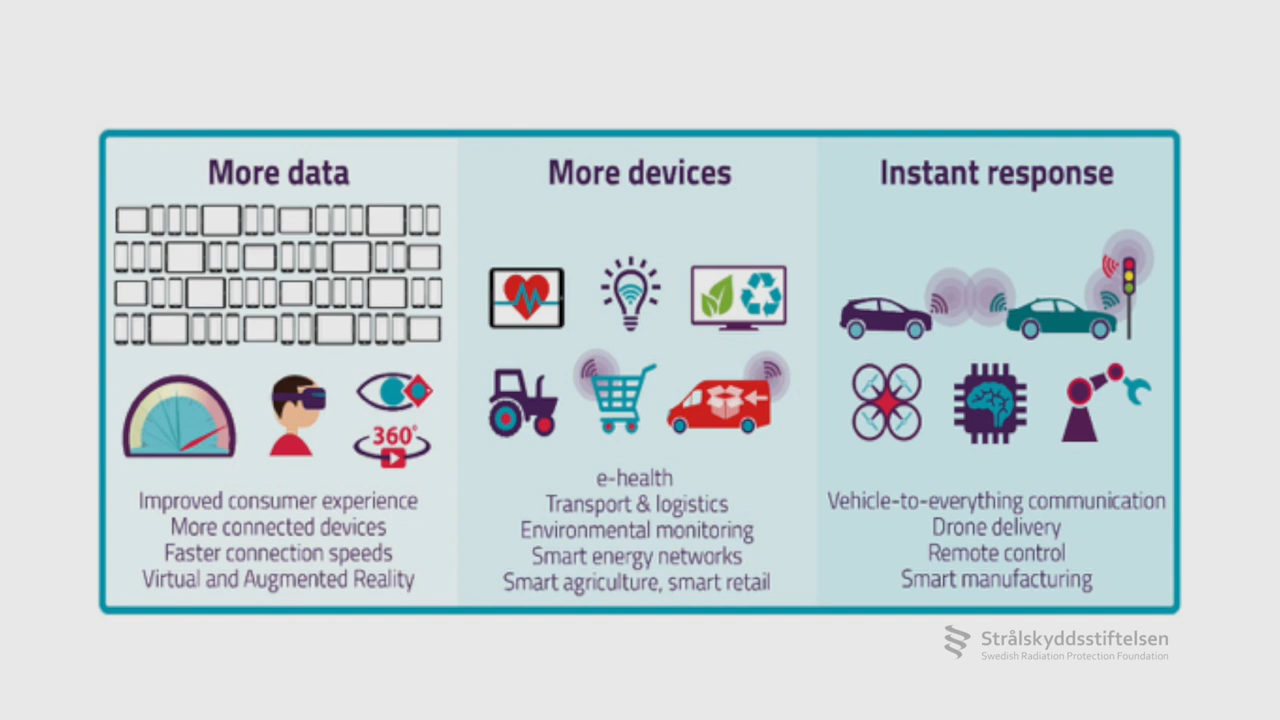 More data
360°
Improved consumer experience
More connected devices
Faster connection speeds
Virtual and Augmented Reality
More devices
e-health
Transport & logistics
Environmental monitoring
Smart energy networks
Smart agriculture, smart retail
Instant response
Vehicle-to-everything communication
Drone delivery
Remote control
Smart manufacturing
Strålskyddsstiftelsen
Swedish Radiation Protection Foundation